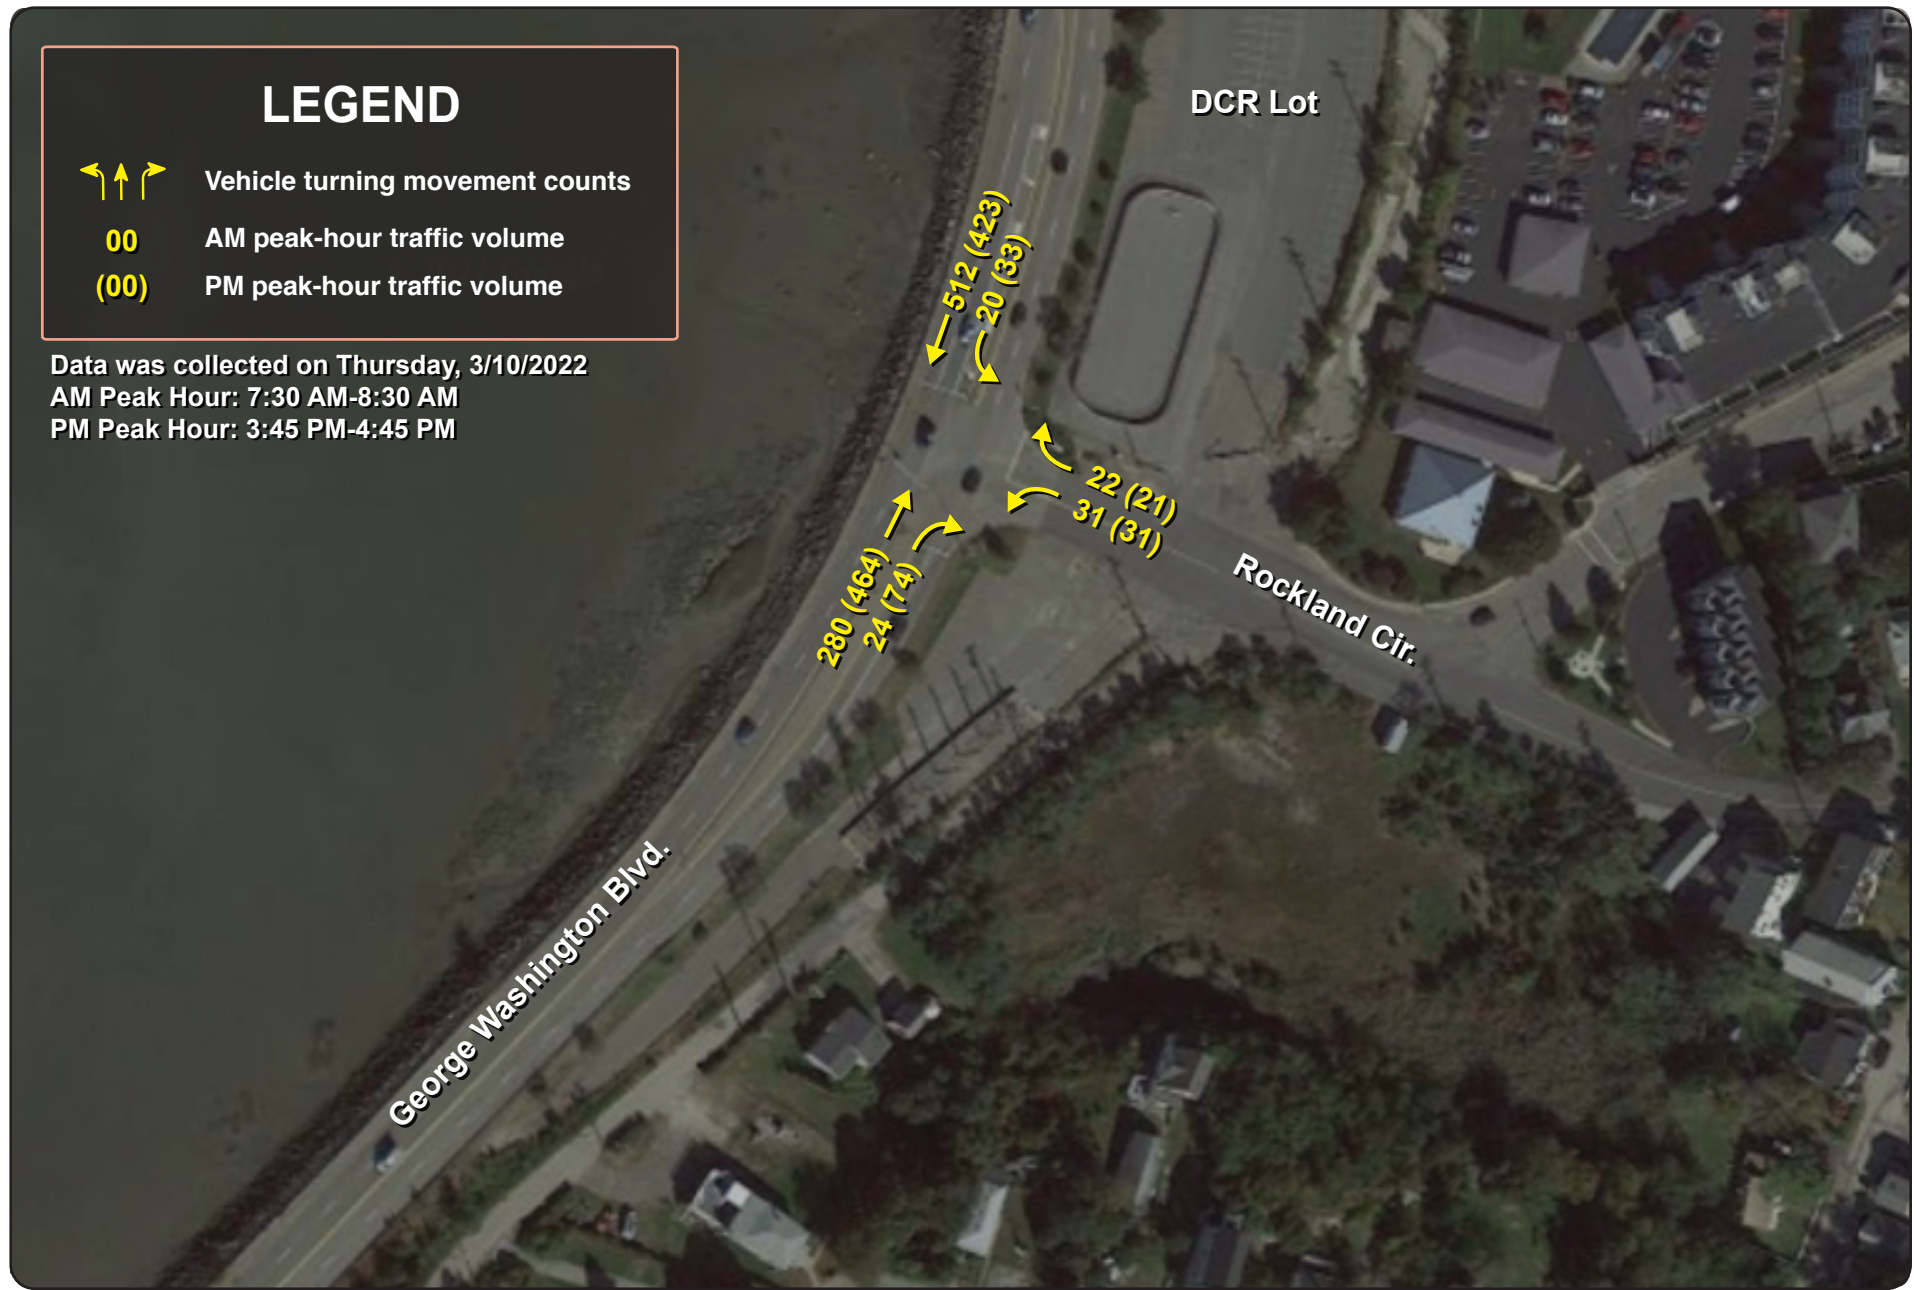 LEGEND
Vehicle turning movement counts
00 AM peak-hour traffic volume
(00) PM peak-hour traffic volume
Data was collected on Thursday, 3/10/2022
AM Peak Hour: 7:30 AM-8:30 AM
PM Peak Hour: 3:45 PM-4:45 PM
DCR Lot
512 (423)
20 (33)
22 (21)
31 (31)
280 (464)
24 (74)
Rockland Cir.
George Washington Blvd.